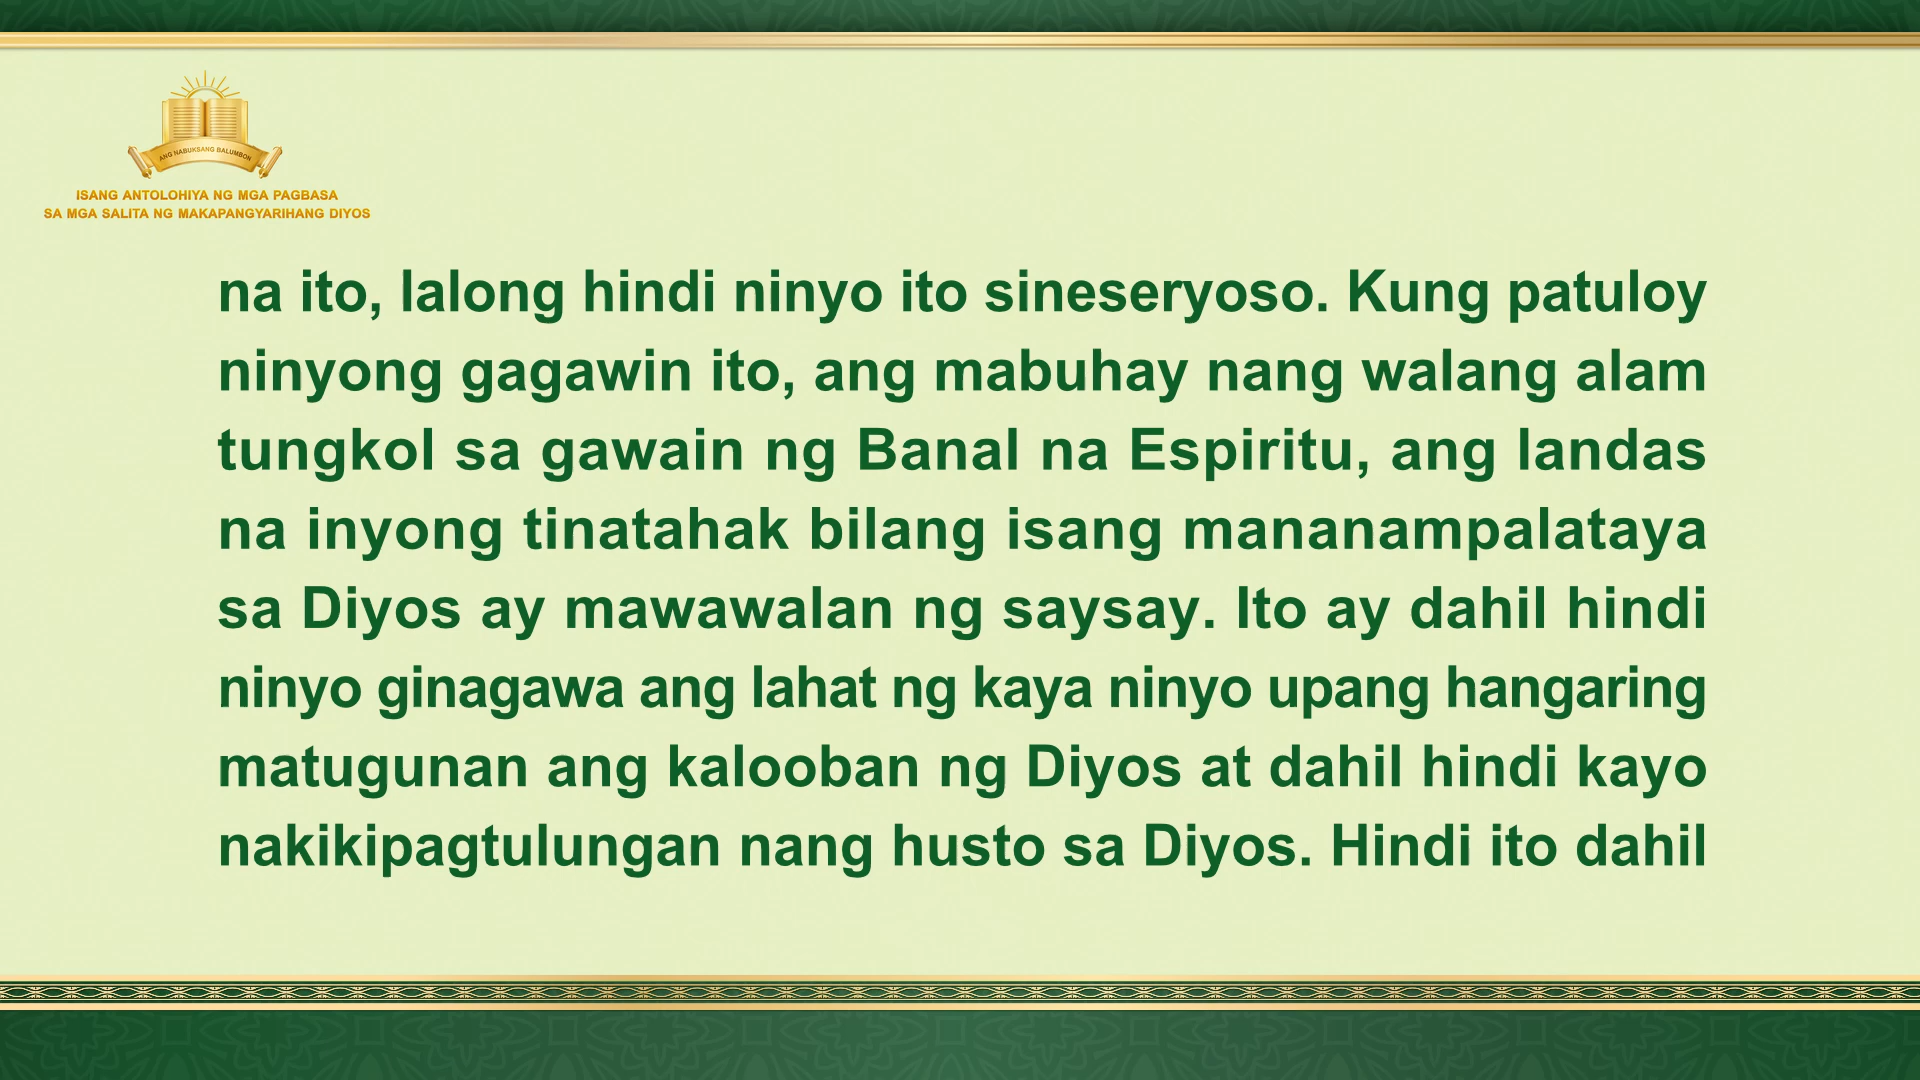 ANG NABUKSANG BALUMBON
ISANG ANTOLOHIYA NG MGA PAGBASA
SA MGA SALITA NG MAKAPANGYARIHANG DIYOS
na ito, lalong hindi ninyo ito sineseryoso. Kung patuloy
ninyong gagawin ito, ang mabuhay nang walang alam
tungkol sa gawain ng Banal na Espiritu, ang landas
na inyong tinatahak bilang isang mananampalataya
sa Diyos ay mawawalan ng saysay. Ito ay dahil hindi
ninyo ginagawa ang lahat ng kaya ninyo upang hangaring
matugunan ang kalooban ng Diyos at dahil hindi kayo
nakikipagtulungan nang husto sa Diyos. Hindi ito dahil